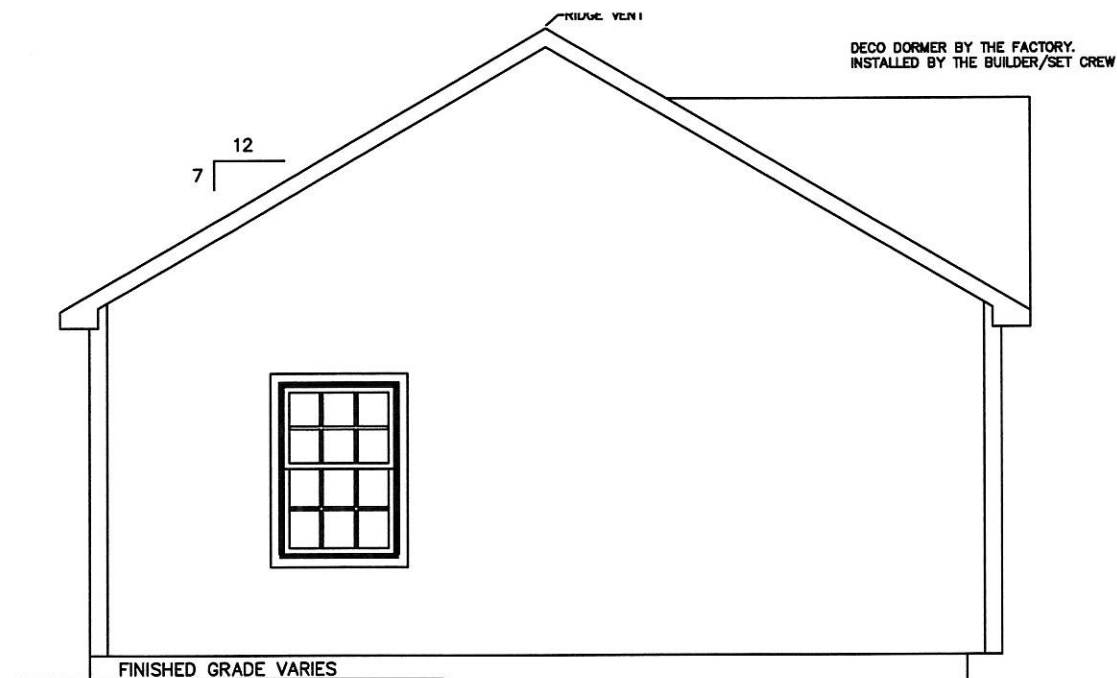 RIDGE VENT
DECO DORMER BY THE FACTORY.
INSTALLED BY THE BUILDER/SET CREW
12
7
FINISHED GRADE VARIES